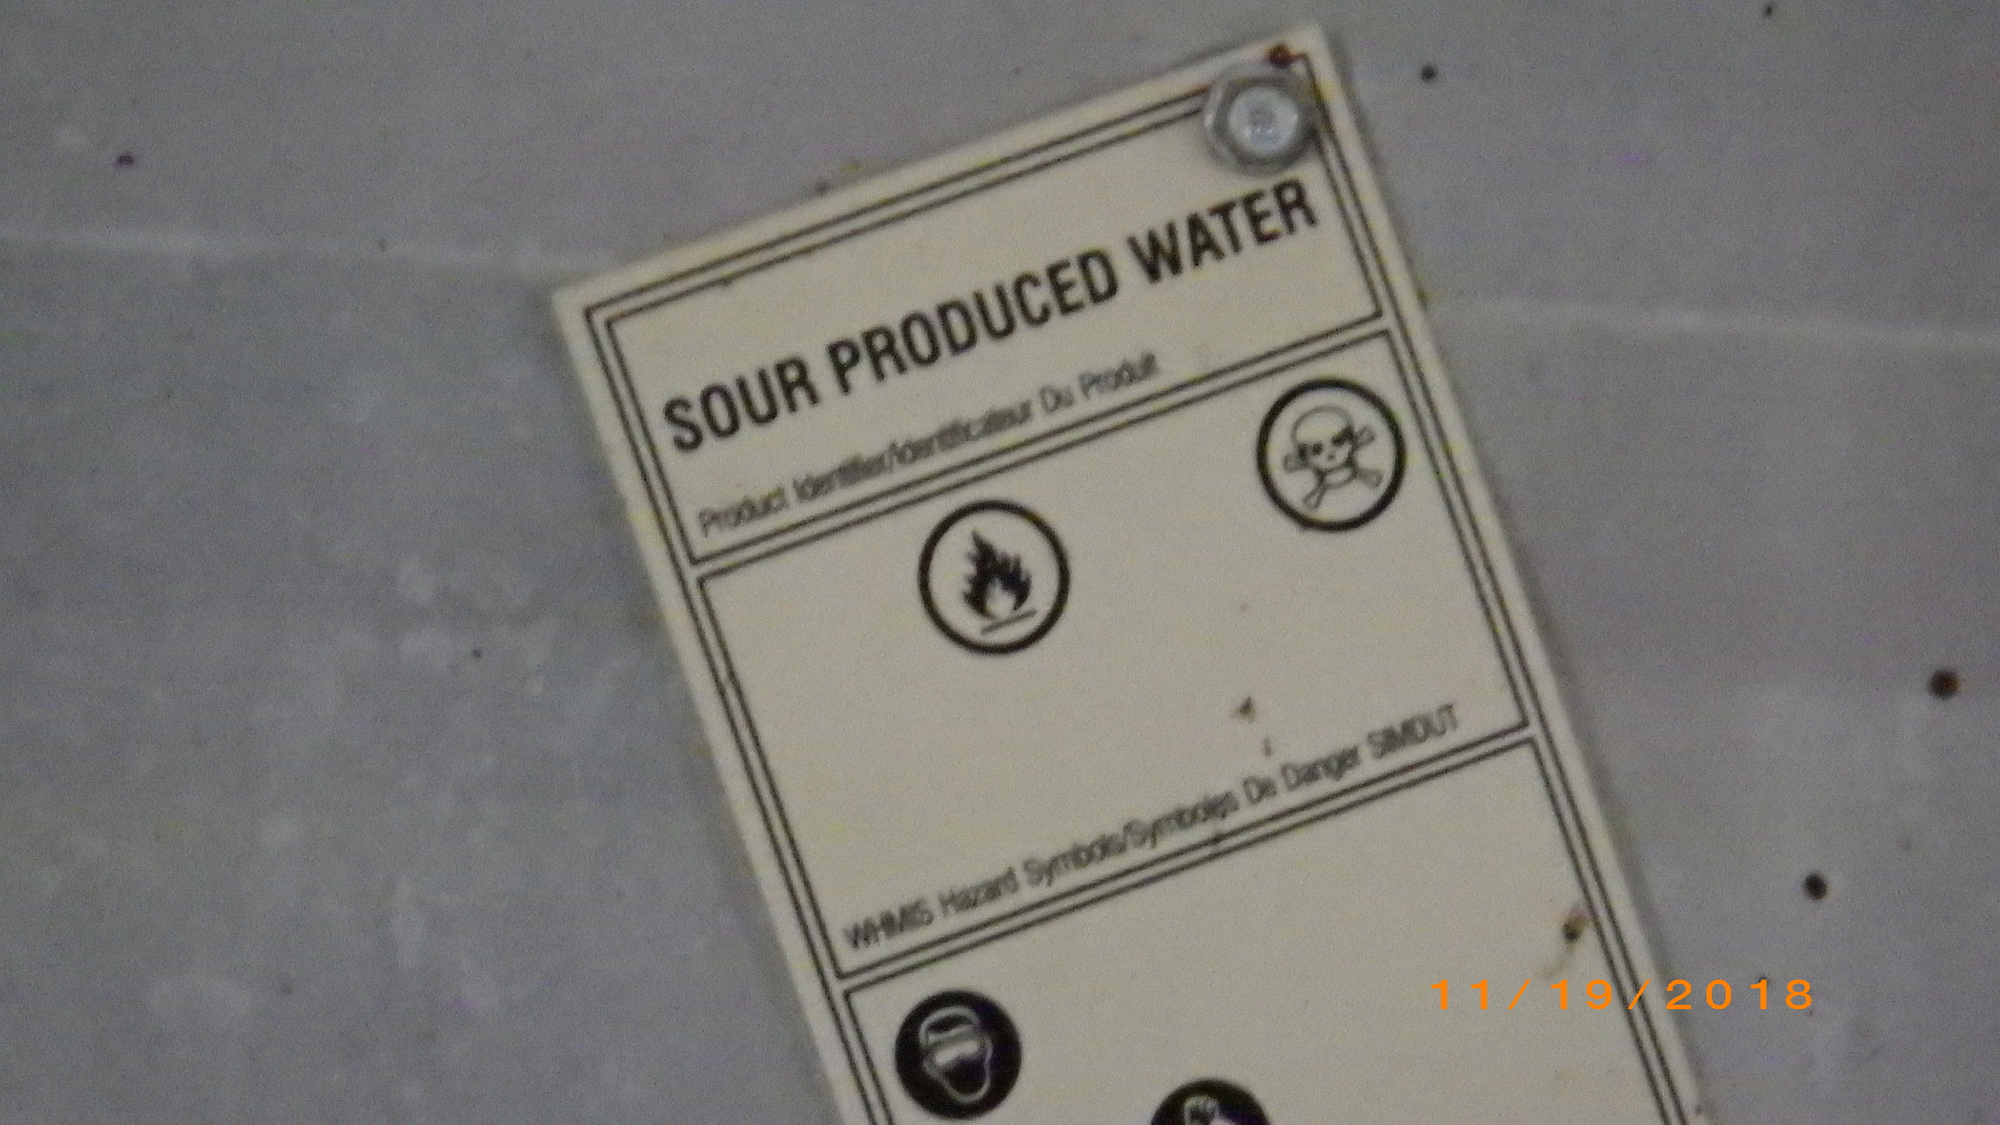 SOUR PRODUCED WATER
Product Identifier/Identificateur Du Produit
WHMIS Hazard Symbols/Symboles De Danger SIMDUT
11/19/2018